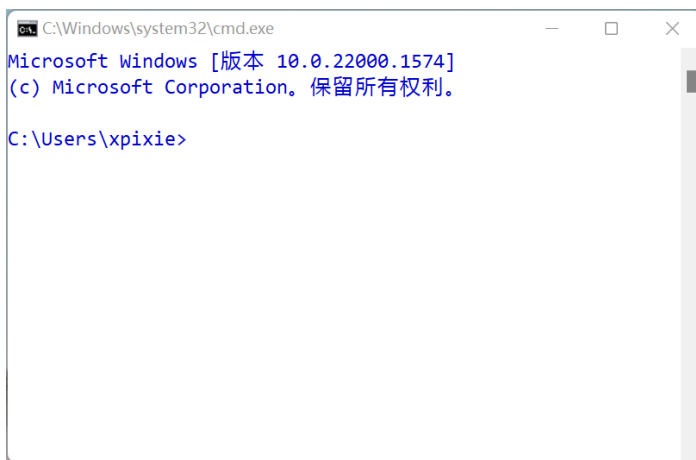 C:\Windows\system32\cmd.exe
Microsoft Windows [版本 10.0.22000.1574]
(c) Microsoft Corporation。保留所有权利。
C:\Users\xpixie>